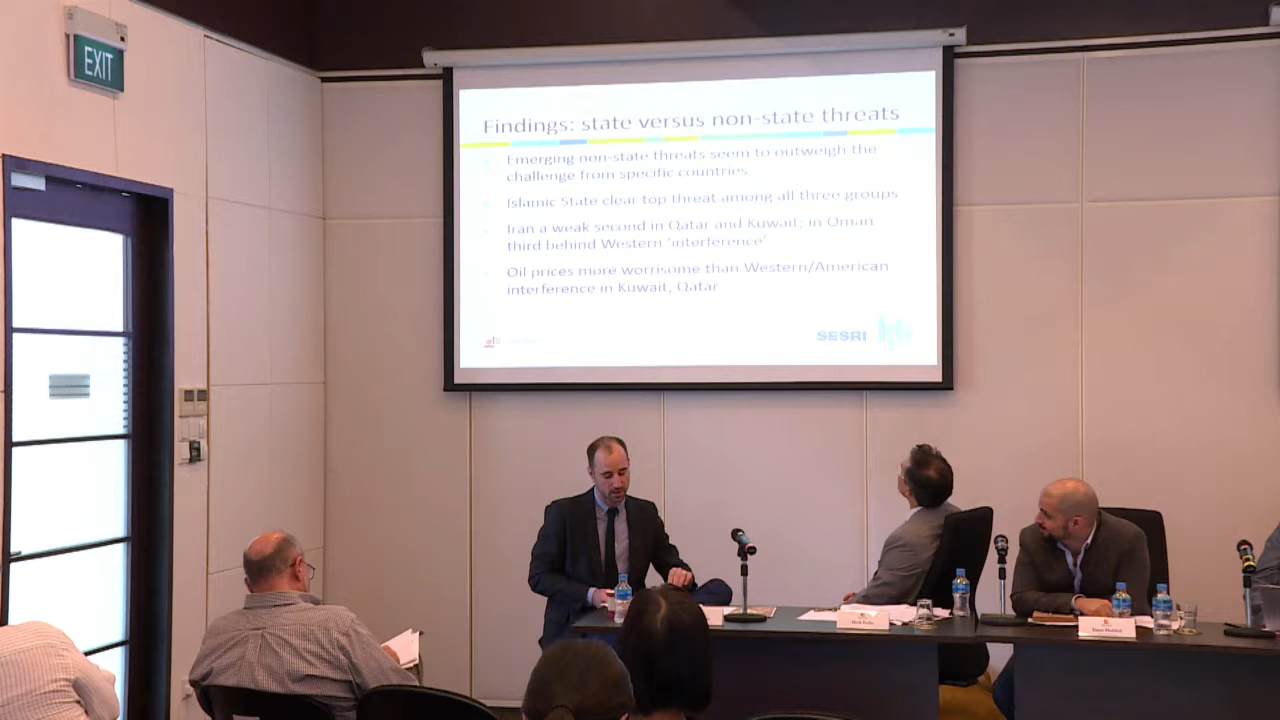 EXIT
Findings: state versus non-state threats
Emerging non-state threats seem to outweigh the
challenge from specific countries
Islamic State clear top threat among all three groups
Iran a weak second in Qatar and Kuwait; in Oman
third behind Western 'interference'
Oil prices more worrisome than Western/American
interference in Kuwait, Qatar
SESRI